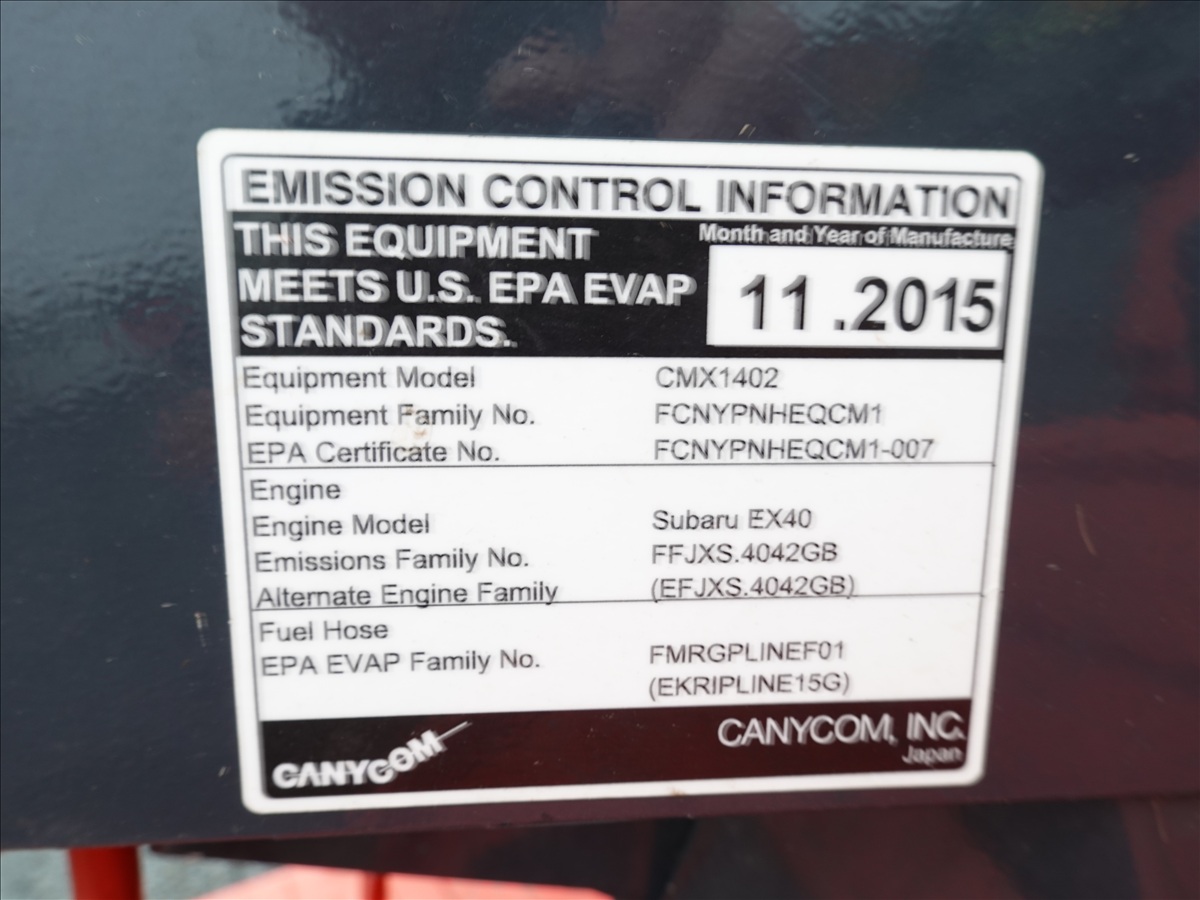 EMISSION CONTROL INFORMATION
THIS EQUIPMENT
MEETS U.S. EPA EVAP
STANDARDS.
Month and Year of Manufacture
11 .2015
Equipment Model CMX1402
Equipment Family No. FCNYPNHEQCM1
EPA Certificate No. FCNYPNHEQCM1-007
Engine
Engine Model Subaru EX40
Emissions Family No. FFJXS.4042GB
Alternate Engine Family (EFJXS.4042GB)
Fuel Hose
EPA EVAP Family No. FMRGPLINEF01
(EKRIPLINE15G)
CANYCOM
CANYCOM, INC.
Japan